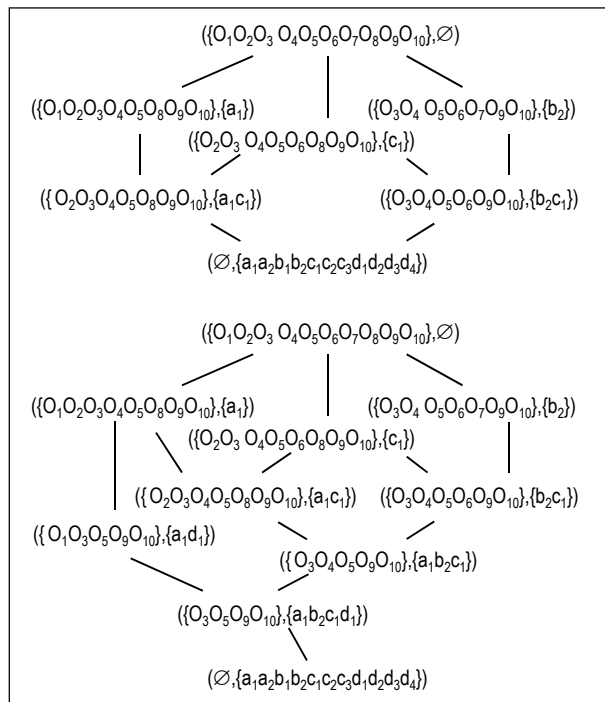 ({O₁O₂O₃ O₄O₅O₆O₇O₈O₉O₁₀},∅)
({O₁O₂O₃O₄O₅O₈O₉O₁₀},{a₁})
({O₃O₄ O₅O₆O₇O₉O₁₀},{b₂})
({O₂O₃ O₄O₅O₆O₈O₉O₁₀},{c₁})
({ O₂O₃O₄O₅O₈O₉O₁₀},{a₁c₁})
({O₃O₄O₅O₆O₉O₁₀},{b₂c₁})
(∅,{a₁a₂b₁b₂c₁c₂c₃d₁d₂d₃d₄})
({O₁O₂O₃ O₄O₅O₆O₇O₈O₉O₁₀},∅)
({O₁O₂O₃O₄O₅O₈O₉O₁₀},{a₁})
({O₃O₄ O₅O₆O₇O₉O₁₀},{b₂})
({O₂O₃ O₄O₅O₆O₈O₉O₁₀},{c₁})
({ O₂O₃O₄O₅O₈O₉O₁₀},{a₁c₁})
({O₃O₄O₅O₆O₉O₁₀},{b₂c₁})
({ O₁O₃O₅O₉O₁₀},{a₁d₁})
({ O₃O₄O₅O₉O₁₀},{a₁b₂c₁})
({O₃O₅O₉O₁₀},{a₁b₂c₁d₁})
(∅,{a₁a₂b₁b₂c₁c₂c₃d₁d₂d₃d₄})